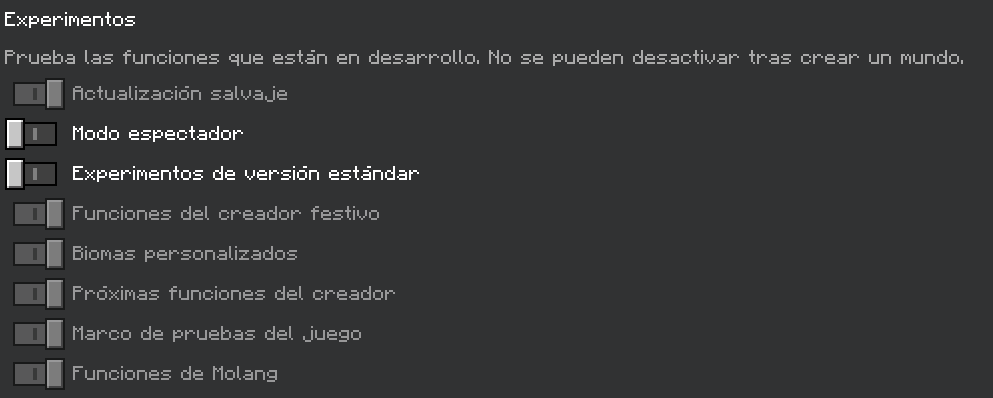 Experimentos
Prueba las funciones que están en desarrollo. No se pueden desactivar tras crear un mundo.
Actualización salvaje
Modo espectador
Experimentos de versión estándar
Funciones del creador festivo
Biomas personalizados
Próximas funciones del creador
Marco de pruebas del juego
Funciones de Molang